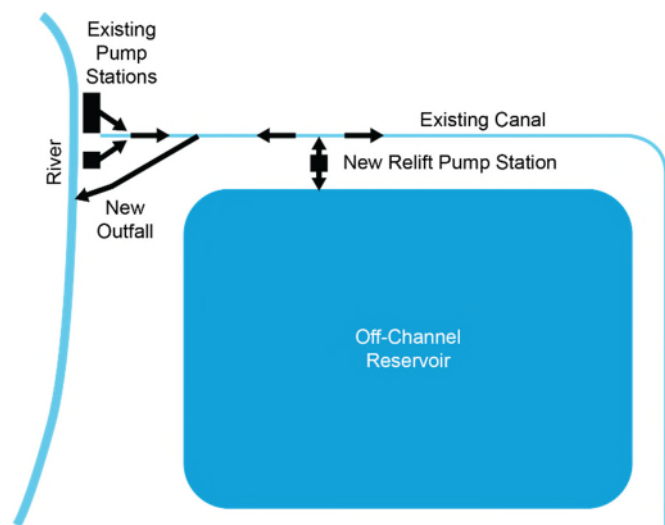 Existing
Pump
Stations
Existing Canal
River
New Relift Pump Station
New
Outfall
Off-Channel
Reservoir